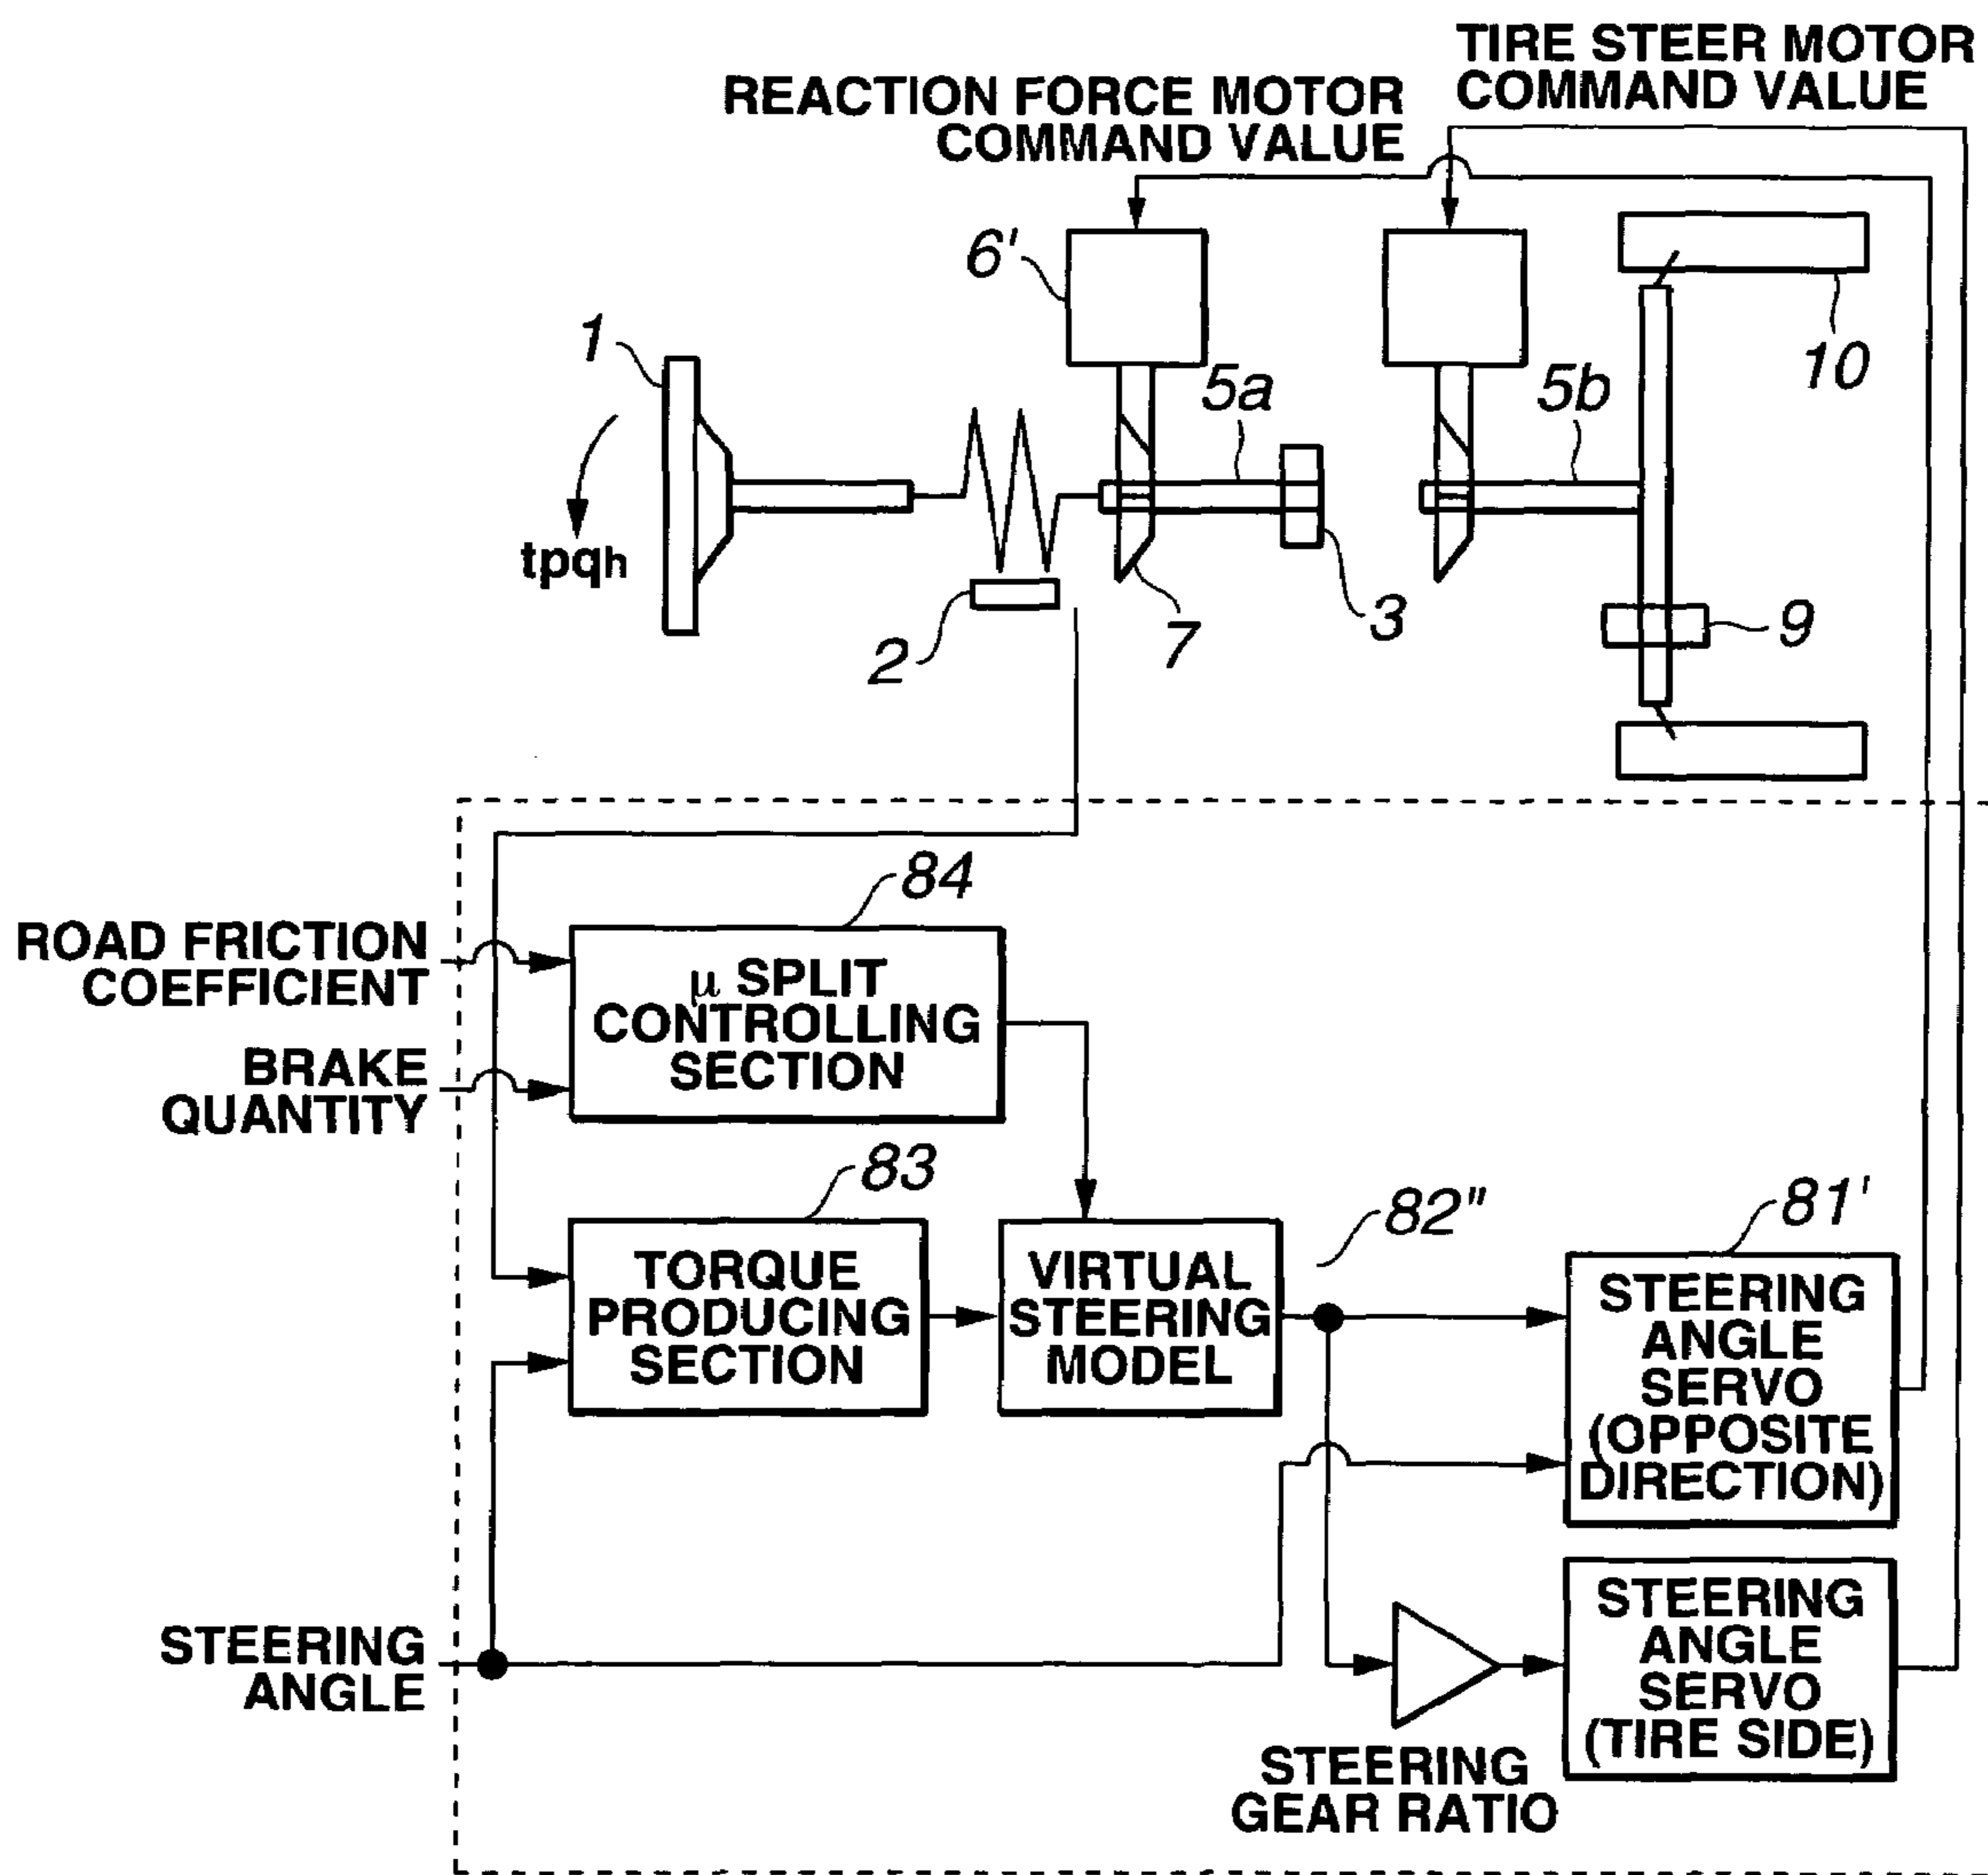 TIRE STEER MOTOR
COMMAND VALUE
REACTION FORCE MOTOR
COMMAND VALUE
6'
1
5a
5b
10
tpqh
2
7
3
9
84
ROAD FRICTION
COEFFICIENT
μ SPLIT
CONTROLLING
SECTION
BRAKE
QUANTITY
83
82"
81'
TORQUE
PRODUCING
SECTION
VIRTUAL
STEERING
MODEL
STEERING
ANGLE
SERVO
(OPPOSITE
DIRECTION)
STEERING
ANGLE
STEERING
ANGLE
SERVO
(TIRE SIDE)
STEERING
GEAR RATIO